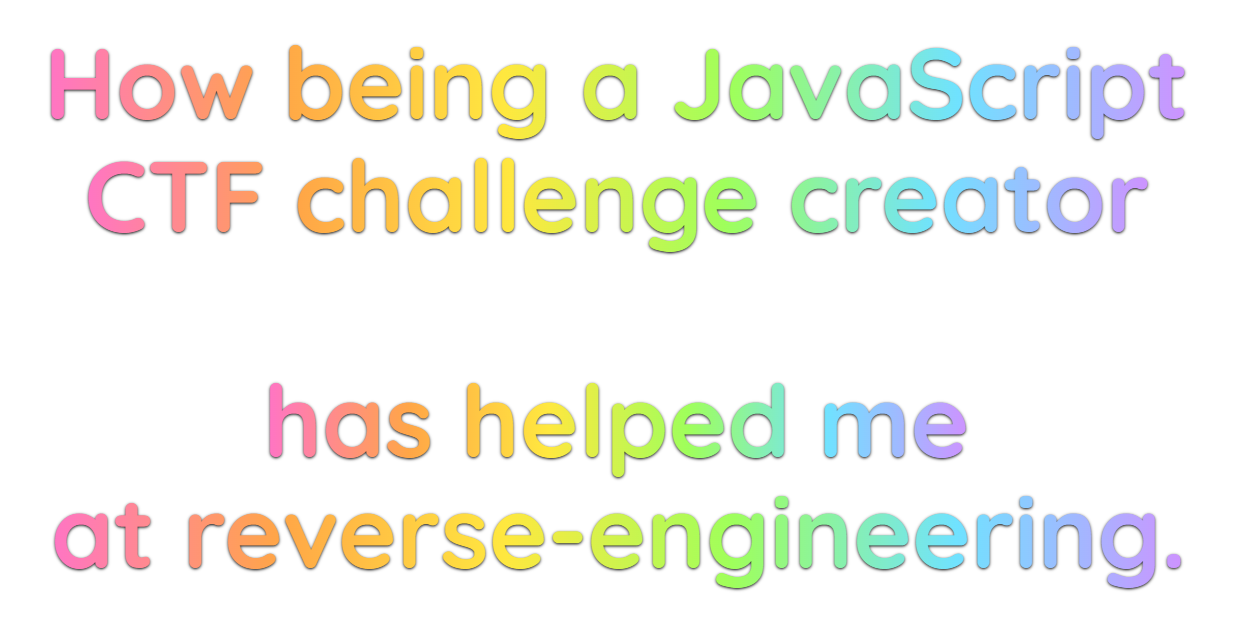 How being a JavaScript
CTF challenge creator
has helped me
at reverse-engineering.